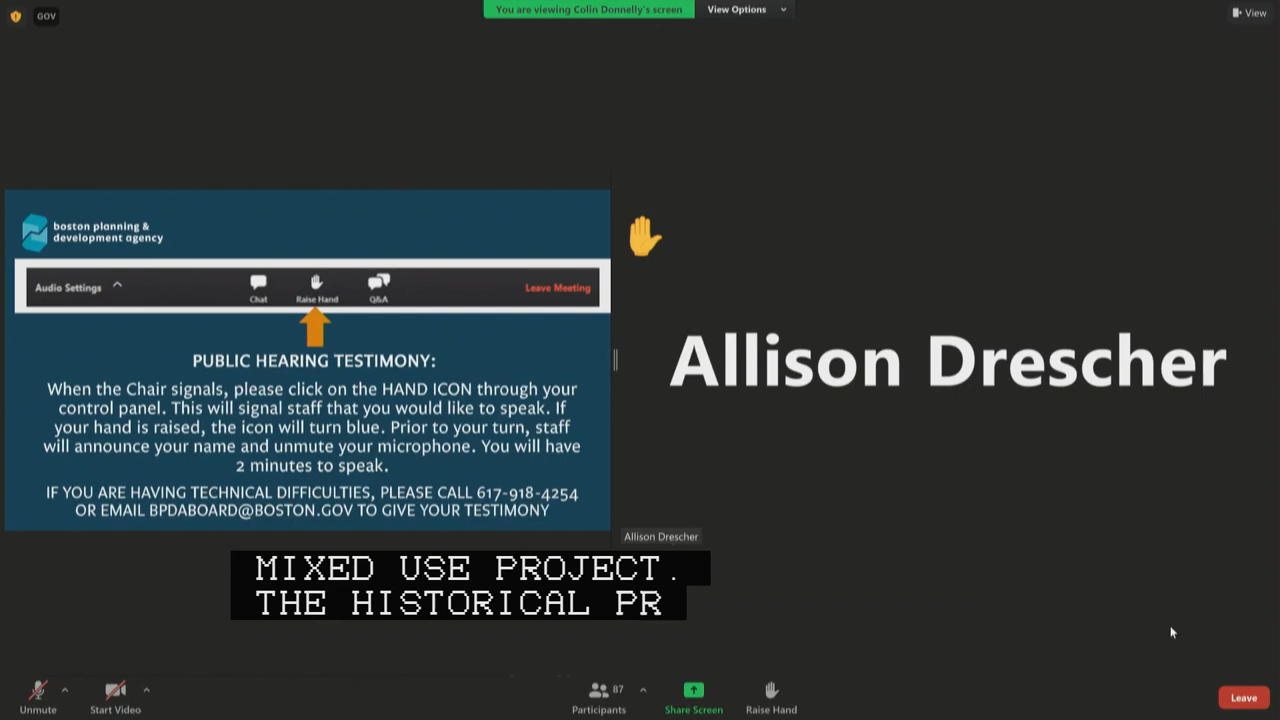 GOV
You are viewing Colin Donnelly's screen
View Options
View
boston planning &
development agency
Audio Settings
Chat
Raise Hand
Q&A
Leave Meeting
PUBLIC HEARING TESTIMONY:
When the Chair signals, please click on the HAND ICON through your
control panel. This will signal staff that you would like to speak. If
your hand is raised, the icon will turn blue. Prior to your turn, staff
will announce your name and unmute your microphone. You will have
2 minutes to speak.
IF YOU ARE HAVING TECHNICAL DIFFICULTIES, PLEASE CALL 617-918-4254
OR EMAIL BPDABOARD@BOSTON.GOV TO GIVE YOUR TESTIMONY
Allison Drescher
Allison Drescher
MIXED USE PROJECT.
THE HISTORICAL PR
Unmute
Start Video
87
Participants
Share Screen
Raise Hand
Leave